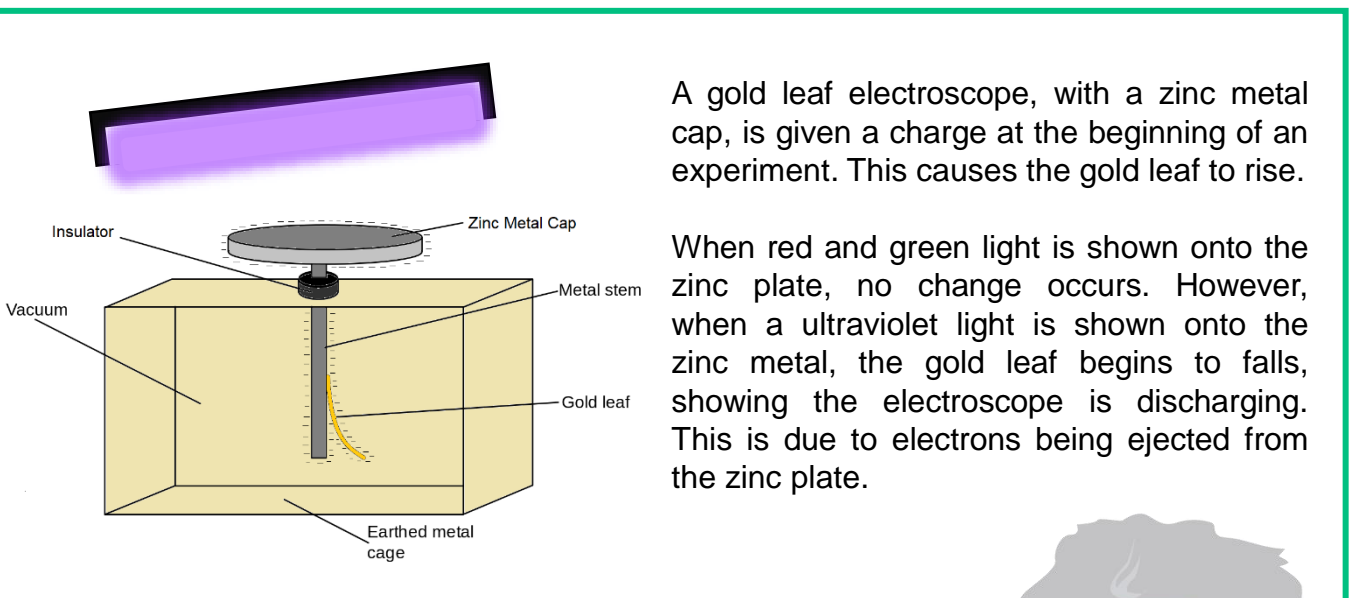 A gold leaf electroscope, with a zinc metal
cap, is given a charge at the beginning of an
experiment. This causes the gold leaf to rise.
When red and green light is shown onto the
zinc plate, no change occurs. However,
when a ultraviolet light is shown onto the
zinc metal, the gold leaf begins to falls,
showing the electroscope is discharging.
This is due to electrons being ejected from
the zinc plate.
Zinc Metal Cap
Insulator
Metal stem
Vacuum
Gold leaf
Earthed metal
cage